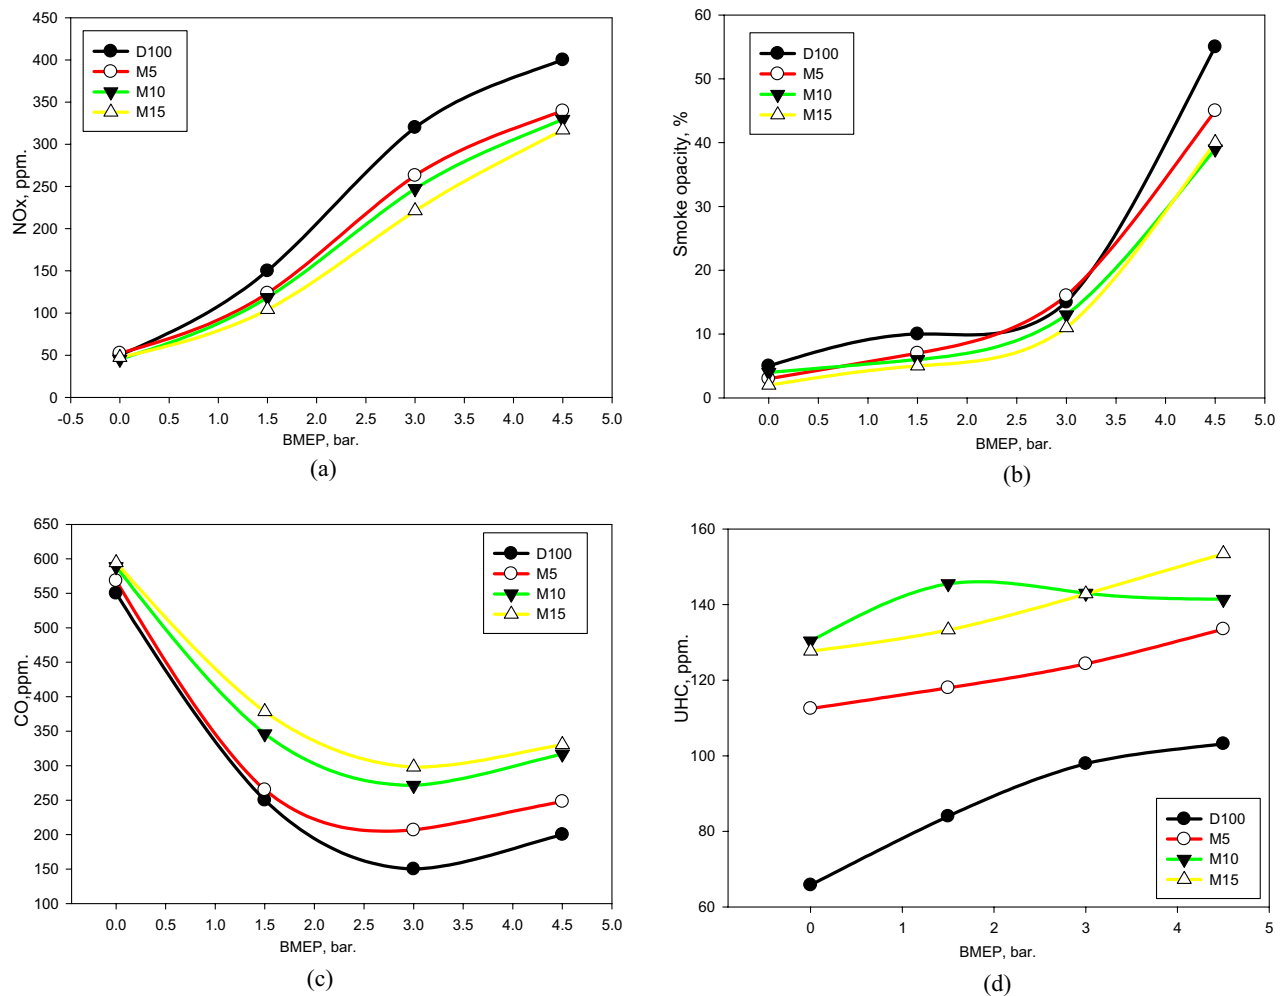 450
400
350
300
250
200
150
100
50
0
NOx, ppm.
D100
M5
M10
M15
-0.5 0.0 0.5 1.0 1.5 2.0 2.5 3.0 3.5 4.0 4.5 5.0
BMEP, bar.
(a)
60
50
40
30
20
10
0
Smoke opacity, %
D100
M5
M10
M15
0.0 0.5 1.0 1.5 2.0 2.5 3.0 3.5 4.0 4.5 5.0
BMEP, bar.
(b)
650
600
550
500
450
400
350
300
250
200
150
100
CO,ppm.
D100
M5
M10
M15
0.0 0.5 1.0 1.5 2.0 2.5 3.0 3.5 4.0 4.5 5.0
BMEP, bar.
(c)
160
140
120
100
80
60
UHC, ppm.
D100
M5
M10
M15
0 1 2 3 4 5
BMEP, bar.
(d)